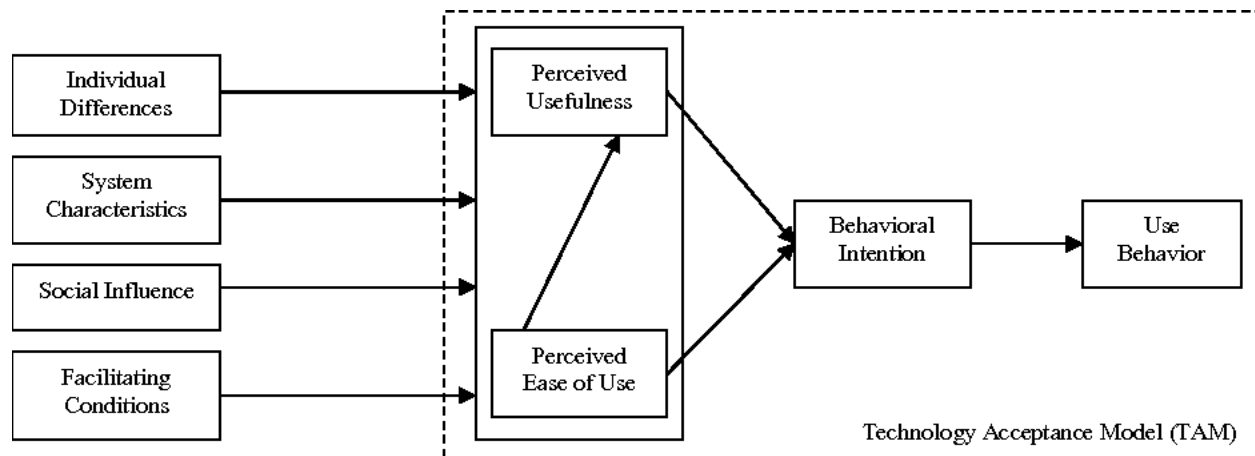 Individual
Differences
System
Characteristics
Social Influence
Facilitating
Conditions
Perceived
Usefulness
Perceived
Ease of Use
Behavioral
Intention
Use
Behavior
Technology Acceptance Model (TAM)